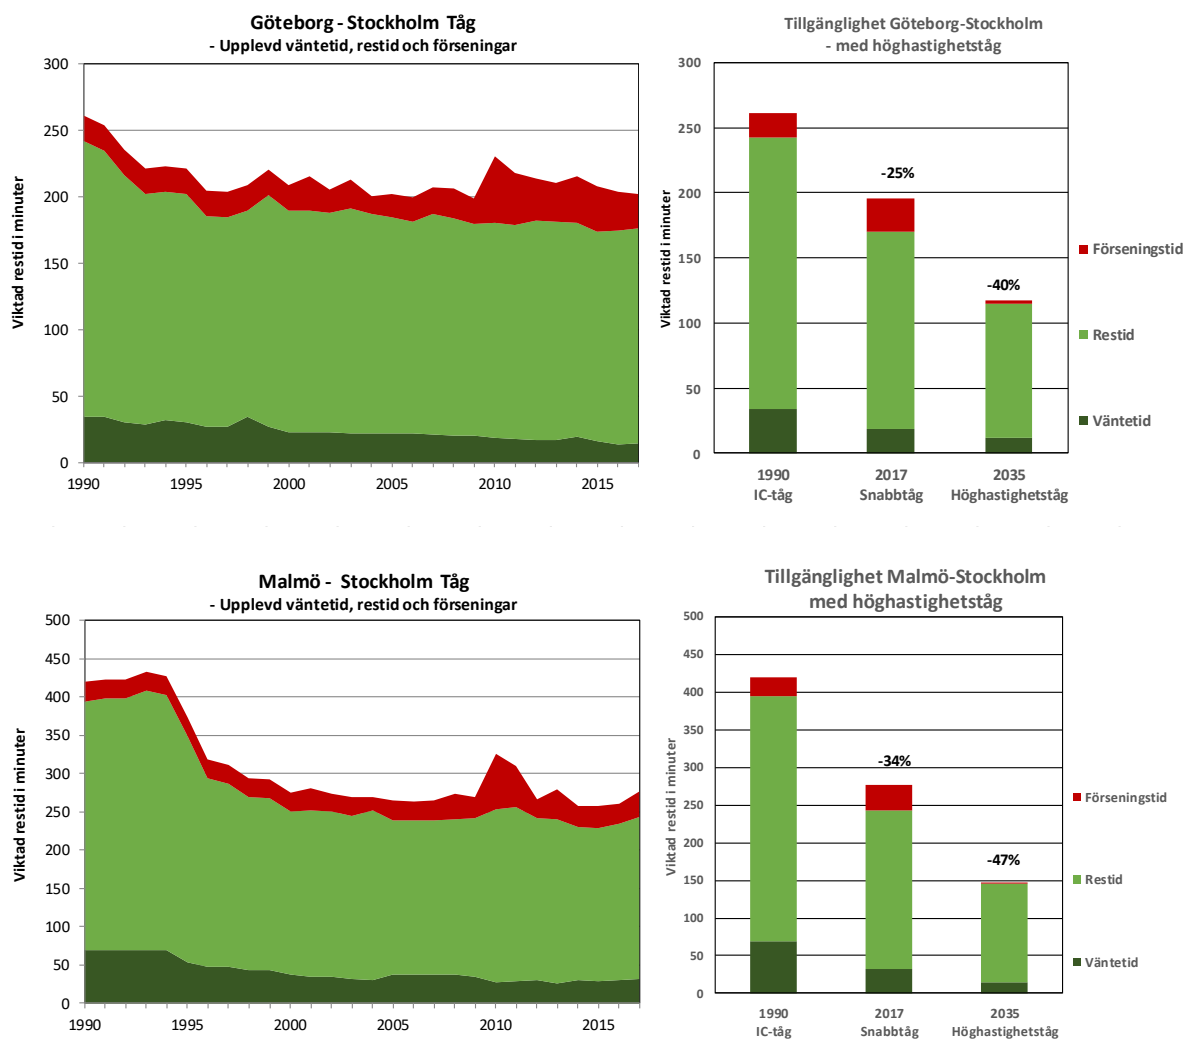 Göteborg - Stockholm Tåg
- Upplevd väntetid, restid och förseningar
Viktad restid i minuter
300
250
200
150
100
50
0
1990 1995 2000 2005 2010 2015
Tillgänglighet Göteborg-Stockholm
- med höghastighetståg
Viktad restid i minuter
300
250
200
150
100
50
0
-25%
-40%
1990 2017 2035
IC-tåg Snabbtåg Höghastighetståg
Förseningstid
Restid
Väntetid
Malmö - Stockholm Tåg
- Upplevd väntetid, restid och förseningar
Viktad restid i minuter
500
450
400
350
300
250
200
150
100
50
0
1990 1995 2000 2005 2010 2015
Tillgänglighet Malmö-Stockholm
med höghastighetståg
Viktad restid i minuter
500
450
400
350
300
250
200
150
100
50
0
-34%
-47%
1990 2017 2035
IC-tåg Snabbtåg Höghastighetståg
Förseningstid
Restid
Väntetid